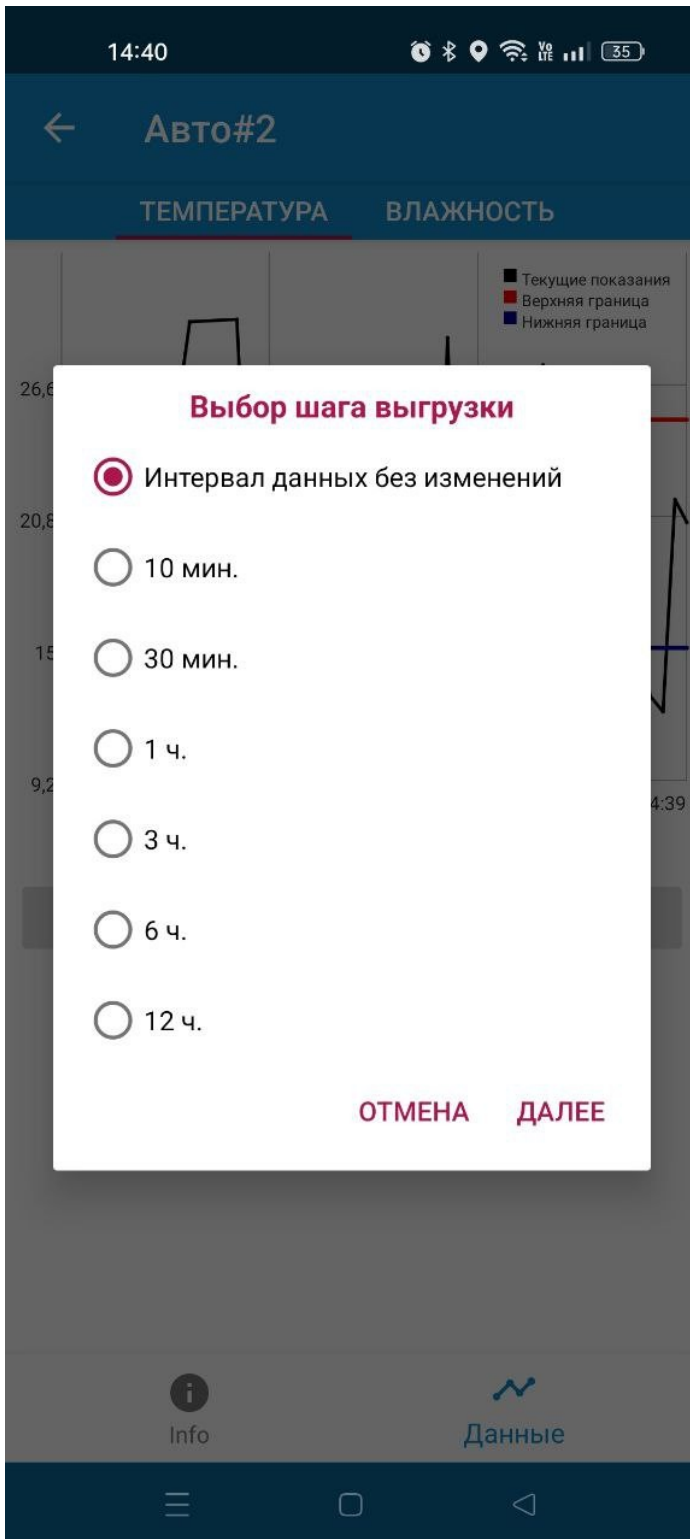 14:40
Vo
LTE
35
Авто#2
ТЕМПЕРАТУРА ВЛАЖНОСТЬ
Текущие показания
Верхняя граница
Нижняя граница
26,6
Выбор шага выгрузки
Интервал данных без изменений
20,8
10 мин.
15
30 мин.
1 ч.
9,2
4:39
3 ч.
6 ч.
12 ч.
ОТМЕНА ДАЛЕЕ
Info
Данные